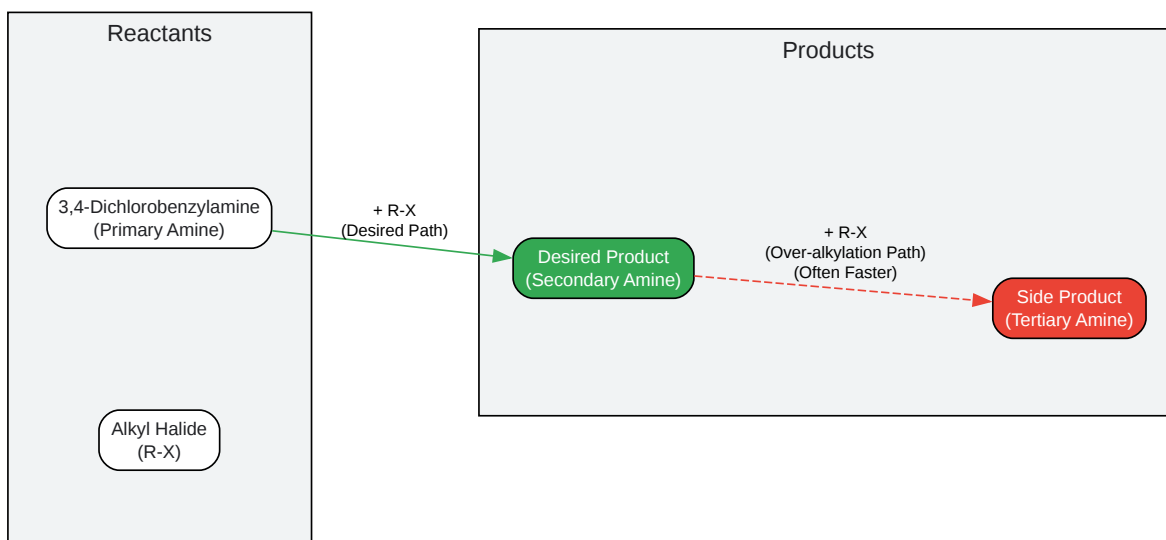 Reactants
Products
3,4-Dichlorobenzylamine
(Primary Amine)
+ R-X
(Desired Path)
Desired Product
(Secondary Amine)
+ R-X
(Over-alkylation Path)
(Often Faster)
Side Product
(Tertiary Amine)
Alkyl Halide
(R-X)